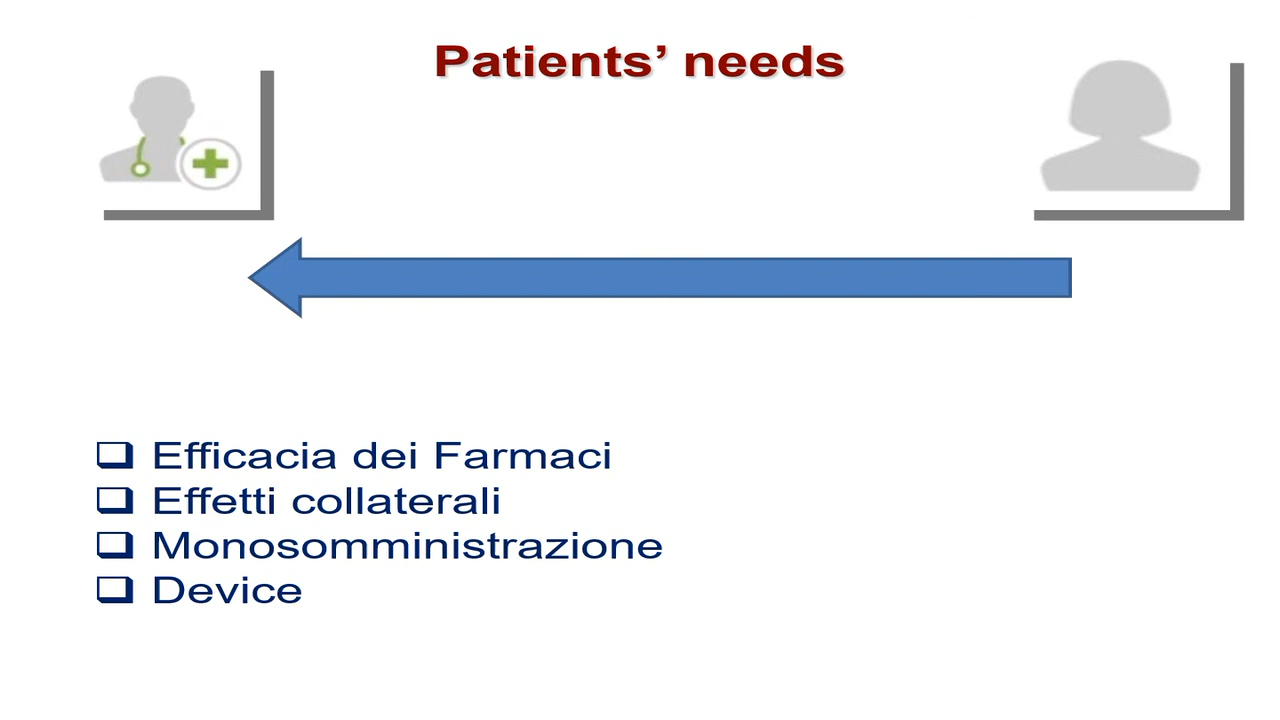 Patients’ needs
Efficacia dei Farmaci
Effetti collaterali
Monosomministrazione
Device